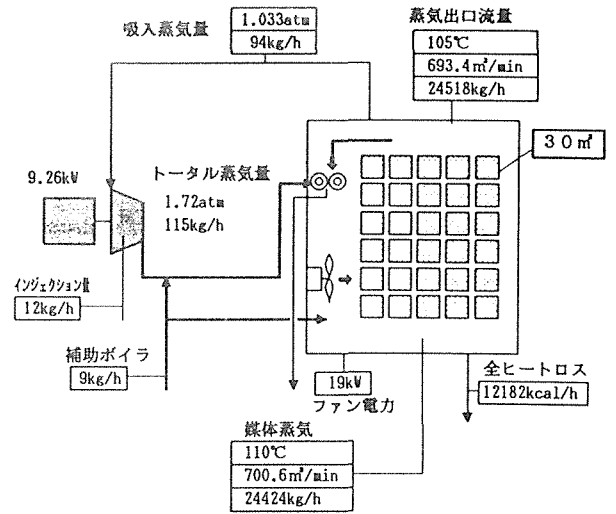 吸入蒸気量
1.033atm
94kg/h
蒸気出口流量
105℃
693.4㎥/min
24518kg/h
30㎥
9.26kW
トータル蒸気量
1.72atm
115kg/h
インジェクション量
12kg/h
補助ボイラ
9kg/h
19kW
ファン電力
全ヒートロス
12182kcal/h
媒体蒸気
110℃
700.6㎥/min
24424kg/h